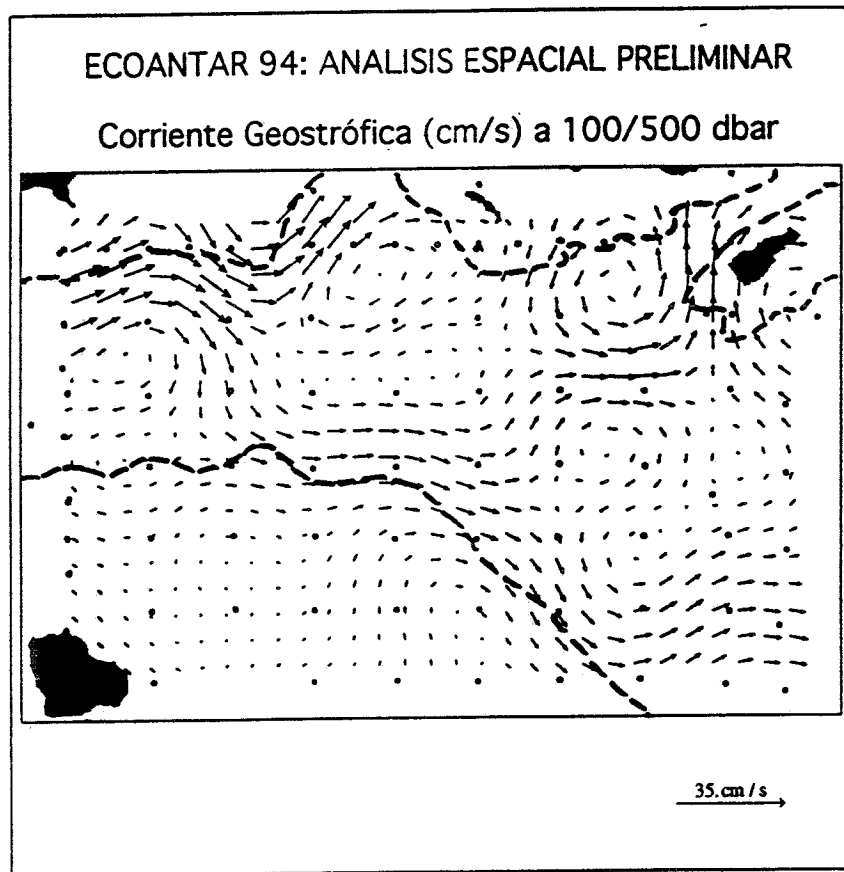 ECOANTAR 94: ANALISIS ESPACIAL PRELIMINAR
Corriente Geostrófica (cm/s) a 100/500 dbar
35.cm/s